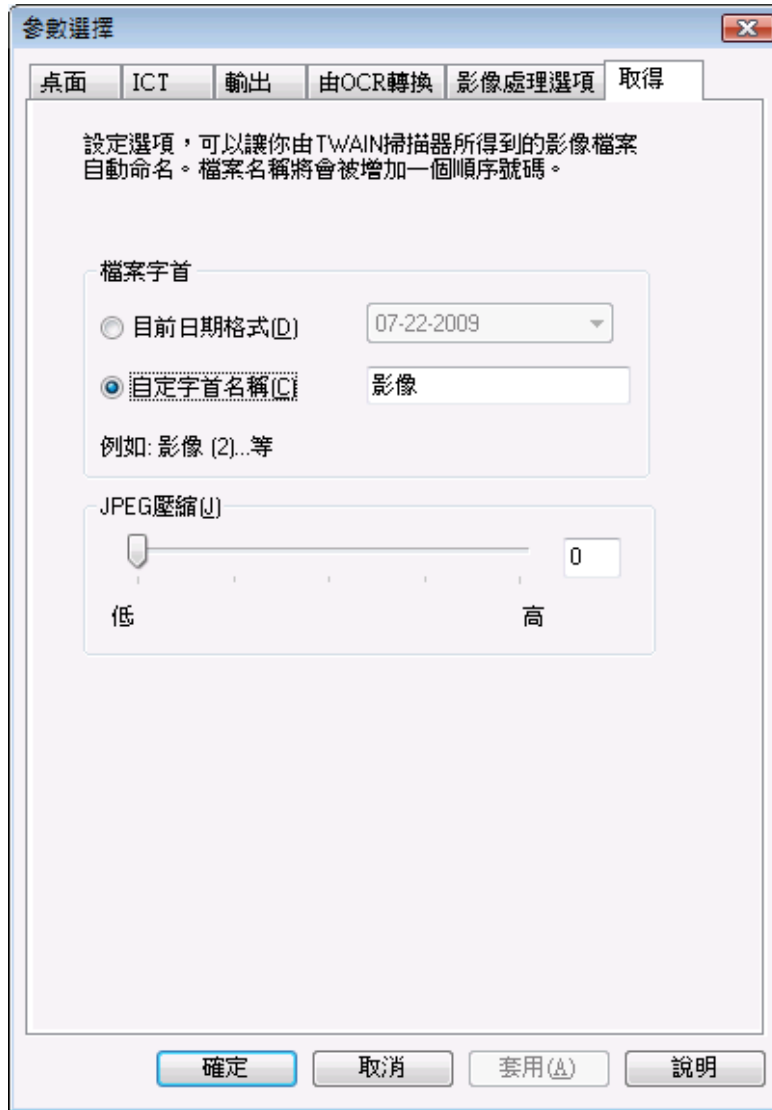 參數選擇
桌面 ICT 輸出 由OCR轉換 影像處理選項 取得
設定選項，可以讓你由TWAIN掃描器所得到的影像檔案
自動命名。檔案名稱將會被增加一個順序號碼。
檔案字首
目前日期格式(D) 07-22-2009
自定字首名稱(C) 影像
例如: 影像 (2)...等
JPEG壓縮(J)
0
低 高
確定 取消 套用(A) 說明